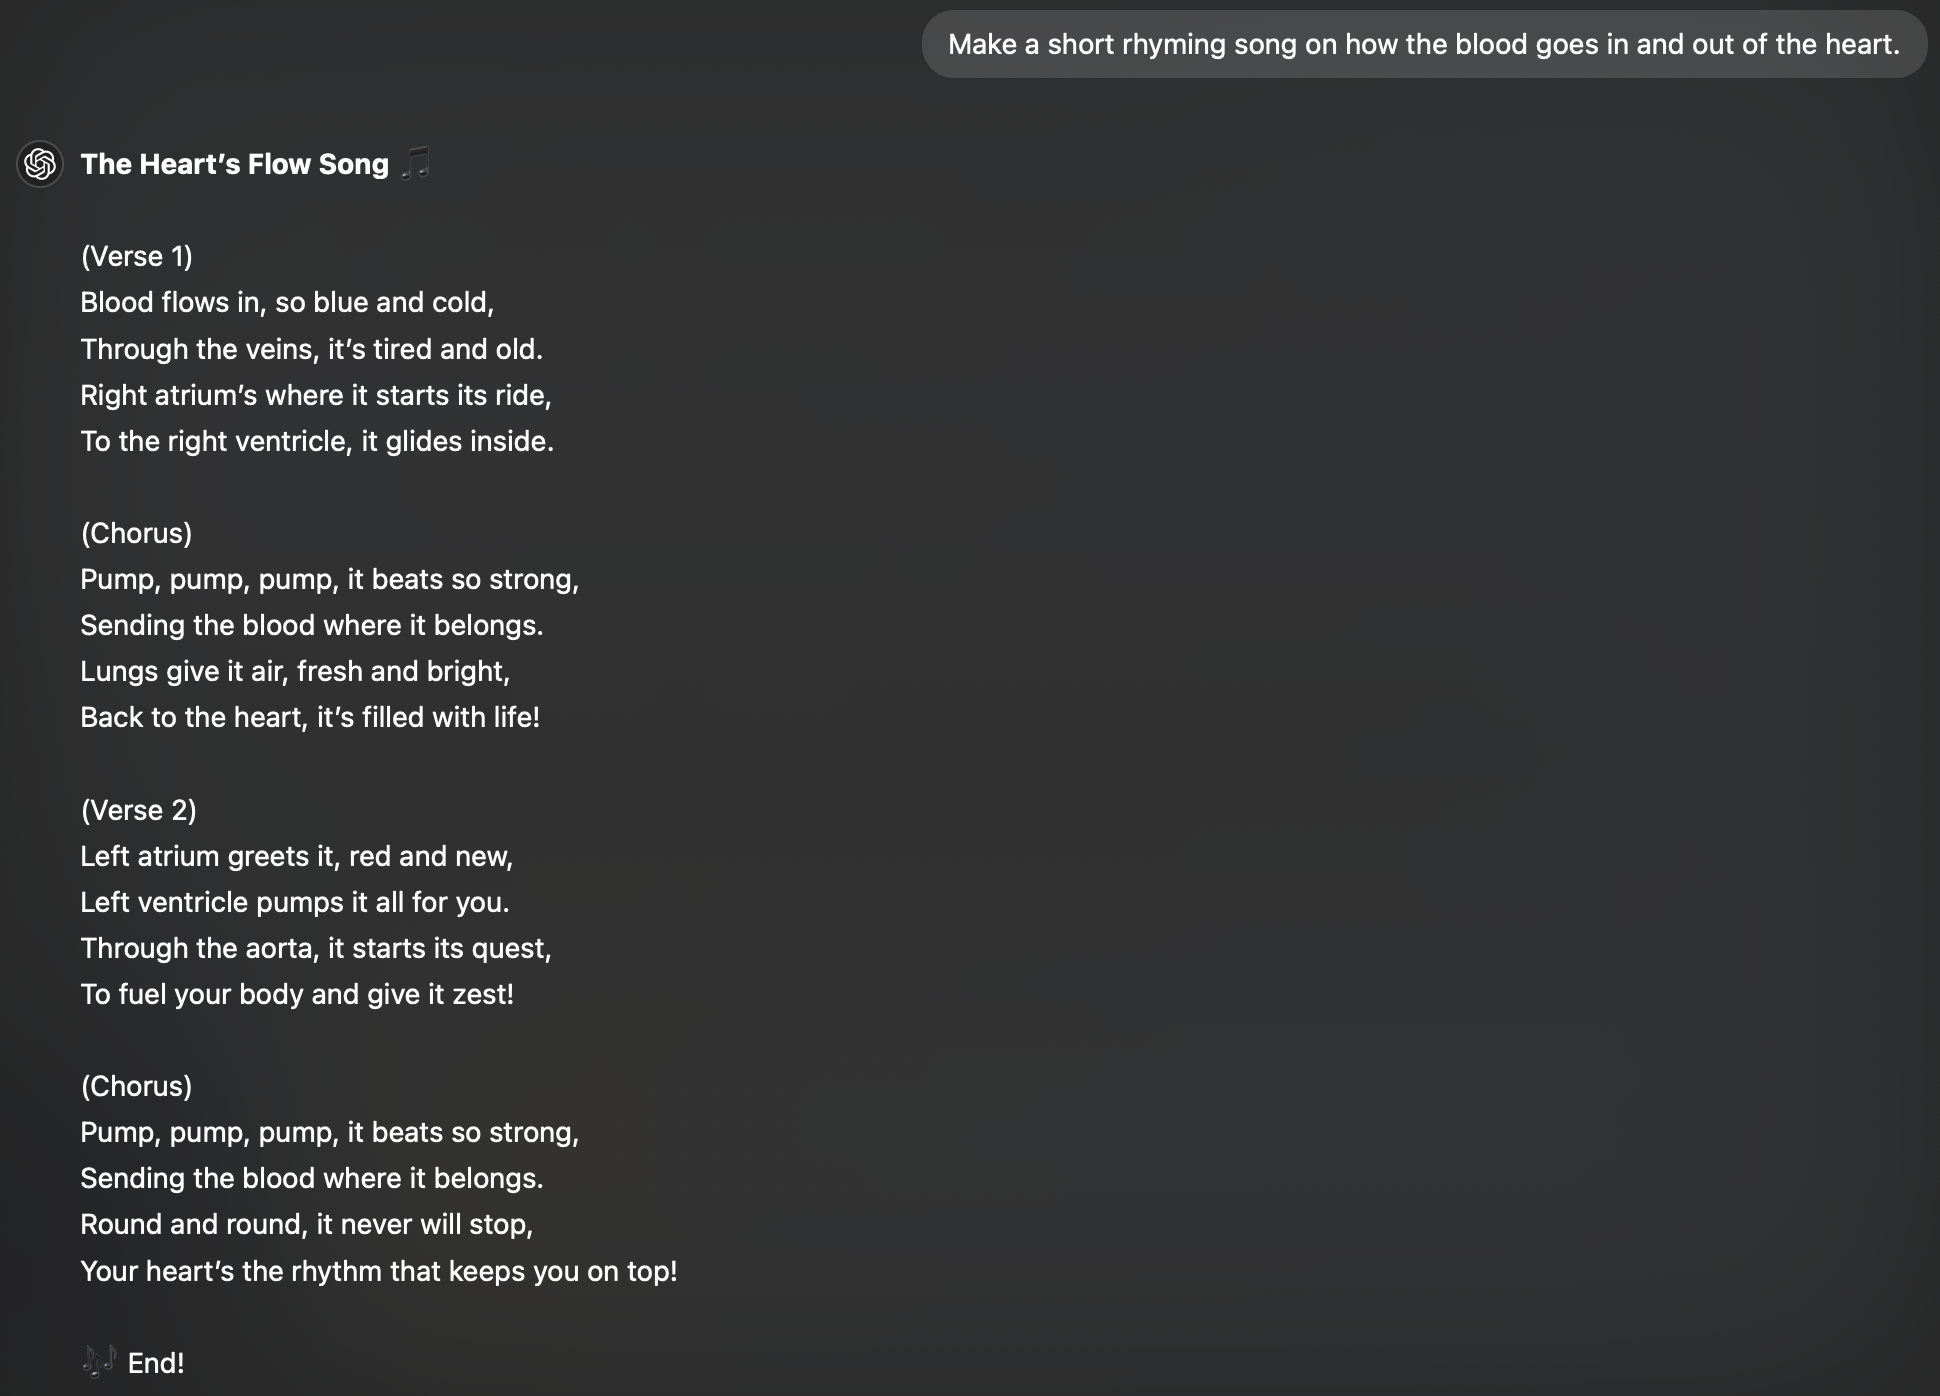 Make a short rhyming song on how the blood goes in and out of the heart.
The Heart’s Flow Song 🎵
(Verse 1)
Blood flows in, so blue and cold,
Through the veins, it’s tired and old.
Right atrium’s where it starts its ride,
To the right ventricle, it glides inside.
(Chorus)
Pump, pump, pump, it beats so strong,
Sending the blood where it belongs.
Lungs give it air, fresh and bright,
Back to the heart, it’s filled with life!
(Verse 2)
Left atrium greets it, red and new,
Left ventricle pumps it all for you.
Through the aorta, it starts its quest,
To fuel your body and give it zest!
(Chorus)
Pump, pump, pump, it beats so strong,
Sending the blood where it belongs.
Round and round, it never will stop,
Your heart’s the rhythm that keeps you on top!
🎶 End!